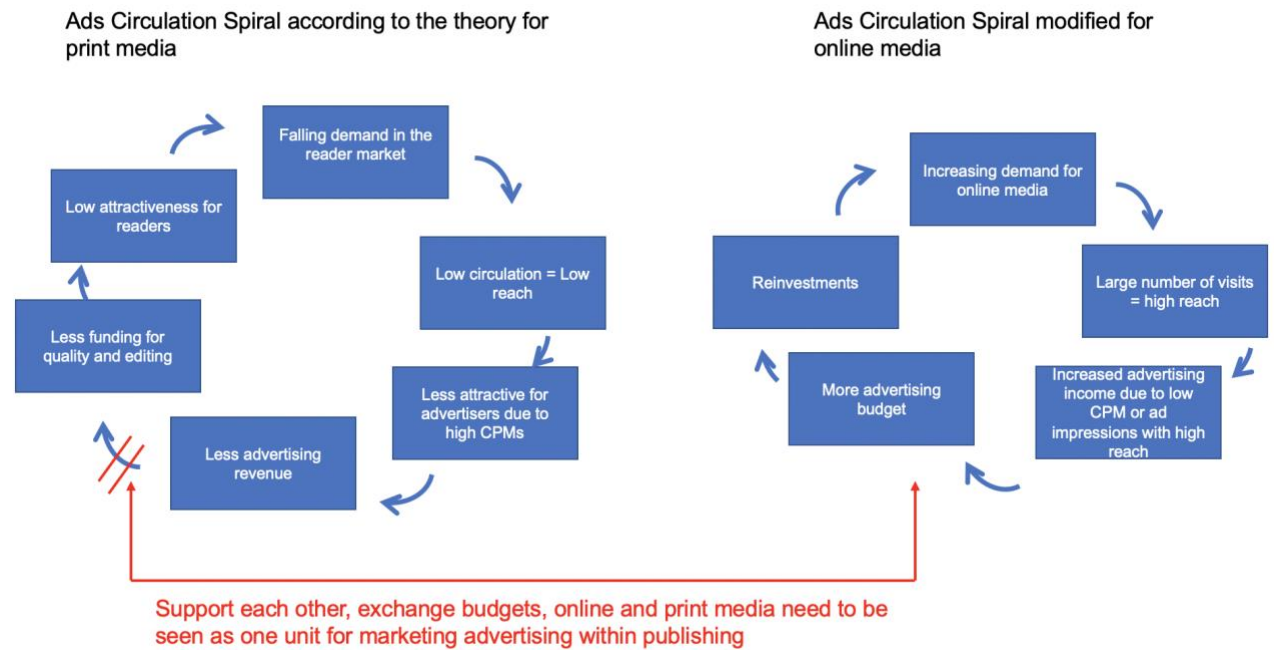 Ads Circulation Spiral according to the theory for
print media
Falling demand in the
reader market
Low circulation = Low
reach
Less attractive for
advertisers due to
high CPMs
Less advertising
revenue
Less funding for
quality and editing
Low attractiveness for
readers
Ads Circulation Spiral modified for
online media
Increasing demand for
online media
Large number of visits
= high reach
Increased advertising
income due to low
CPM or ad
impressions with high
reach
More advertising
budget
Reinvestments
Support each other, exchange budgets, online and print media need to be
seen as one unit for marketing advertising within publishing